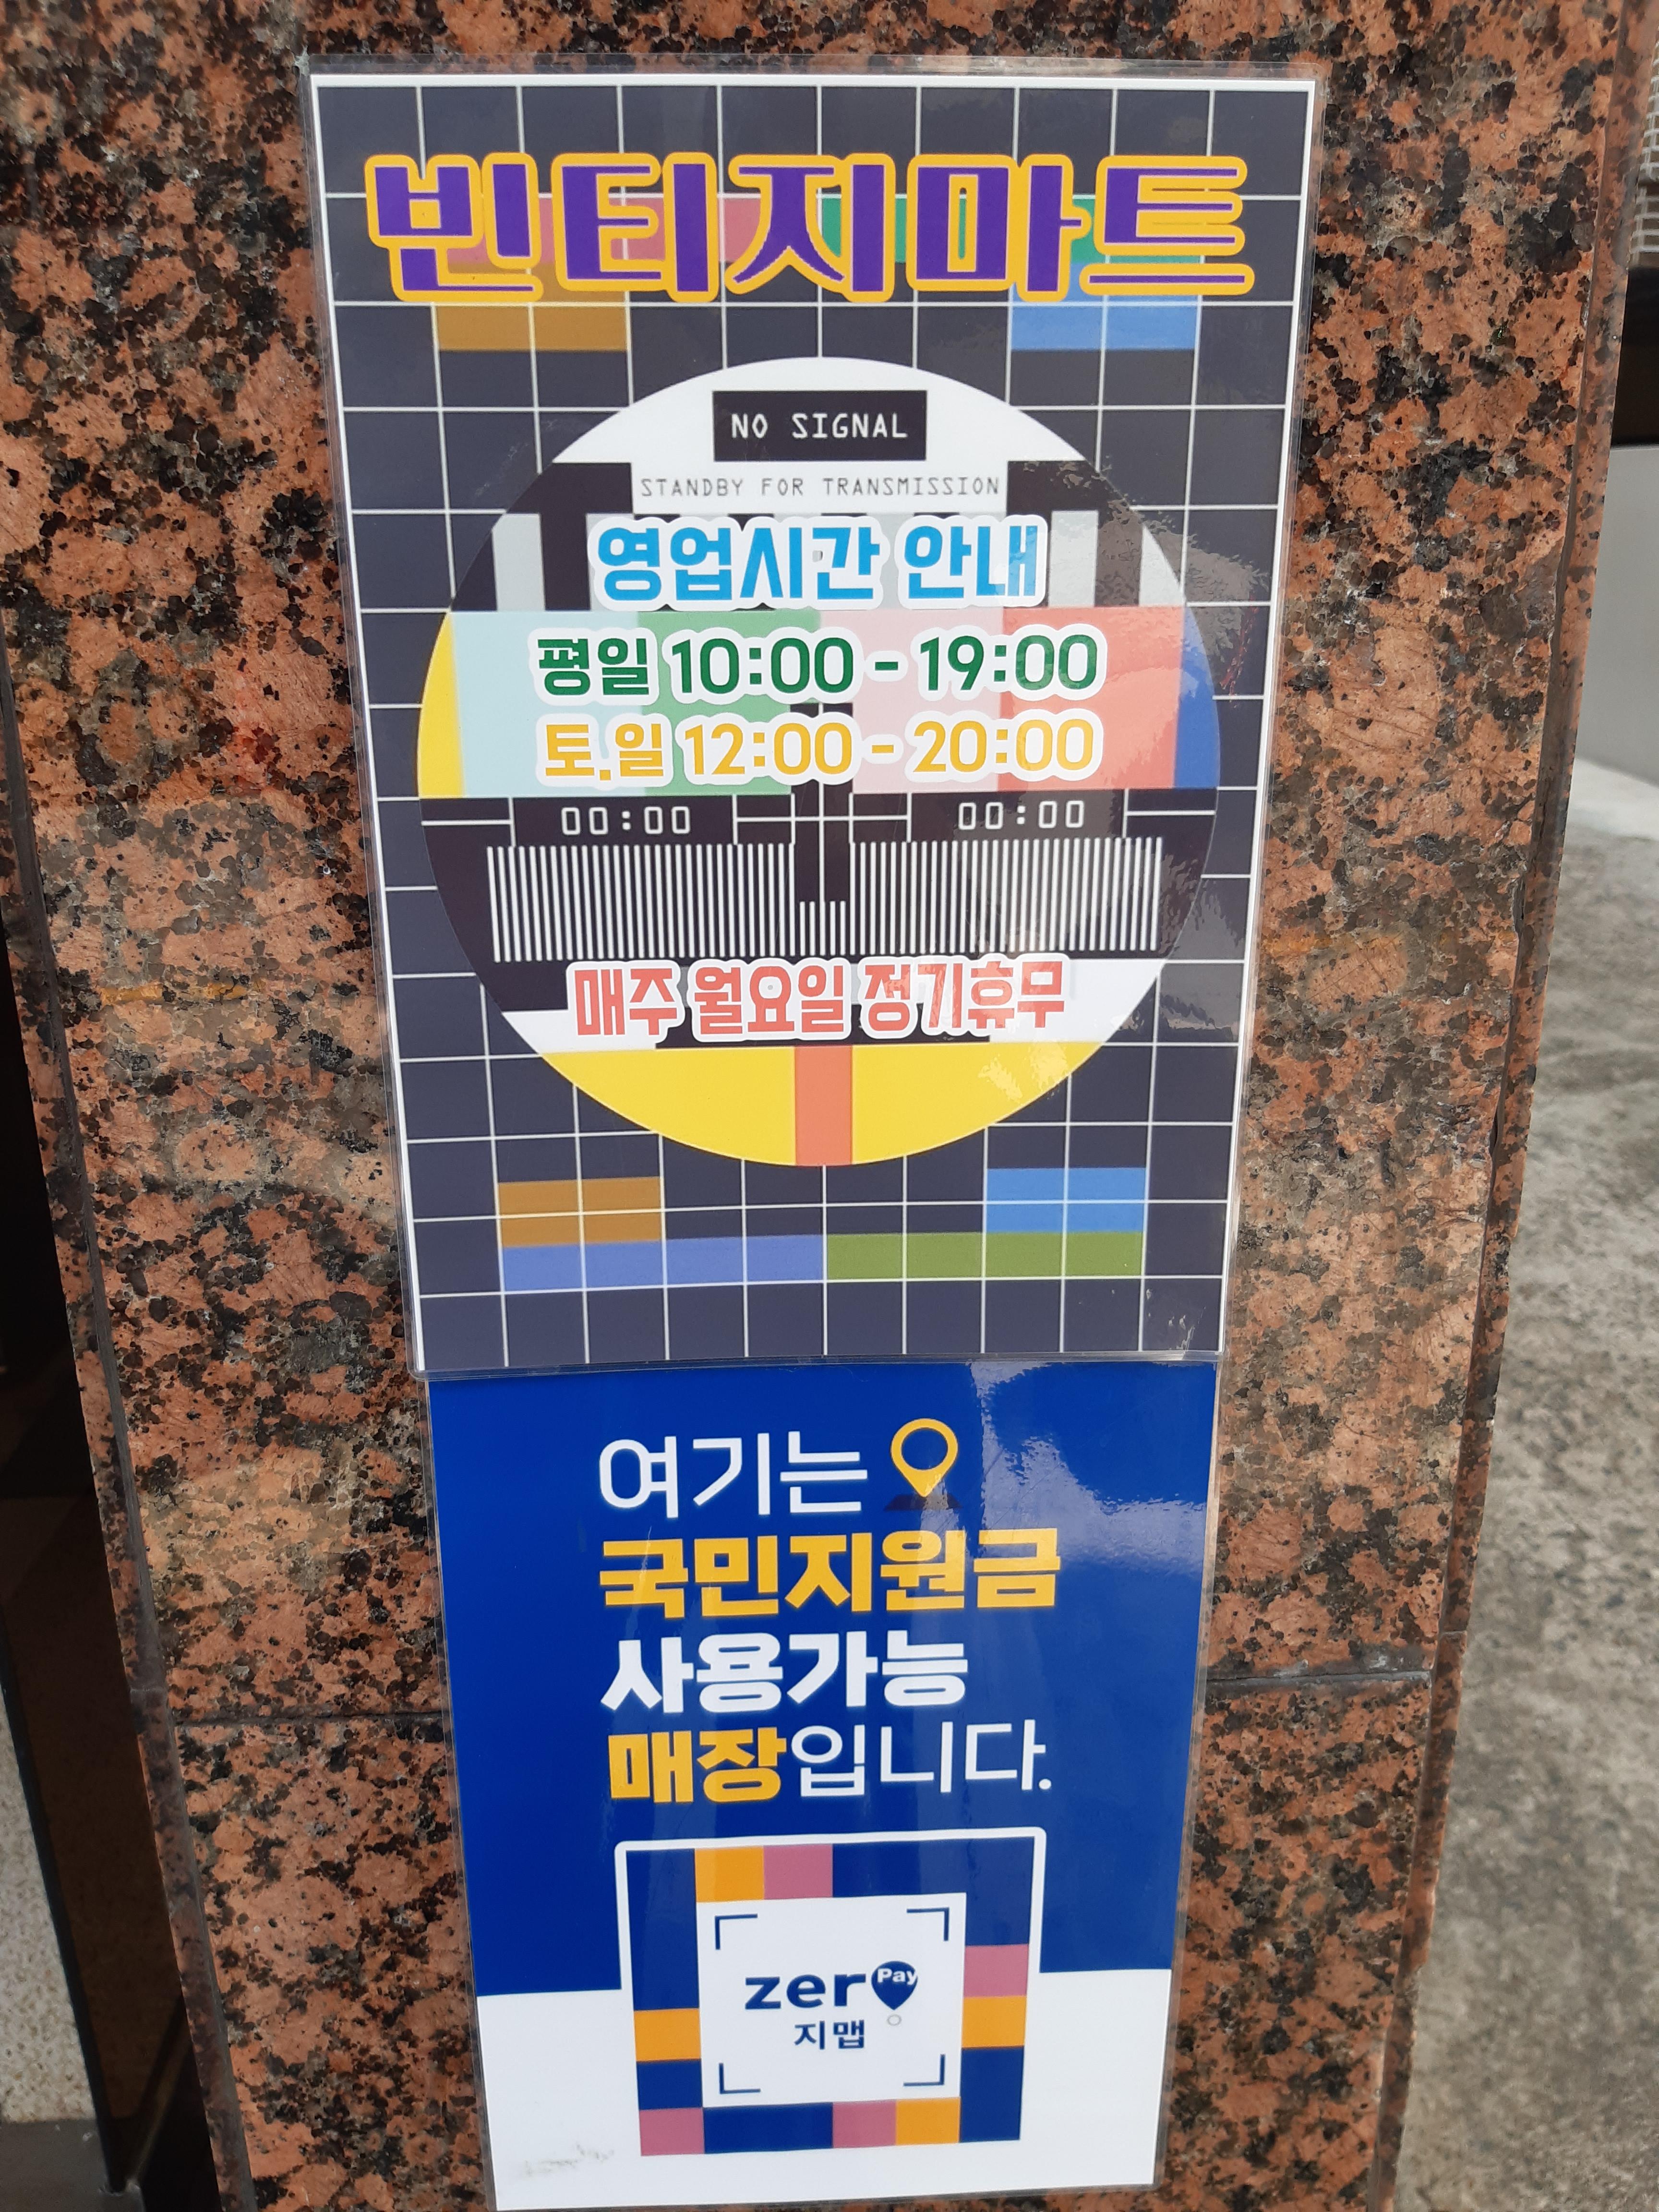 빈티지마트
NO SIGNAL
STANDBY FOR TRANSMISSION
영업시간 안내
평일 10:00 - 19:00
토.일 12:00 - 20:00
00:00 00:00
매주 월요일 정기휴무
여기는
국민지원금
사용가능
매장입니다.
zero Pay
지맵